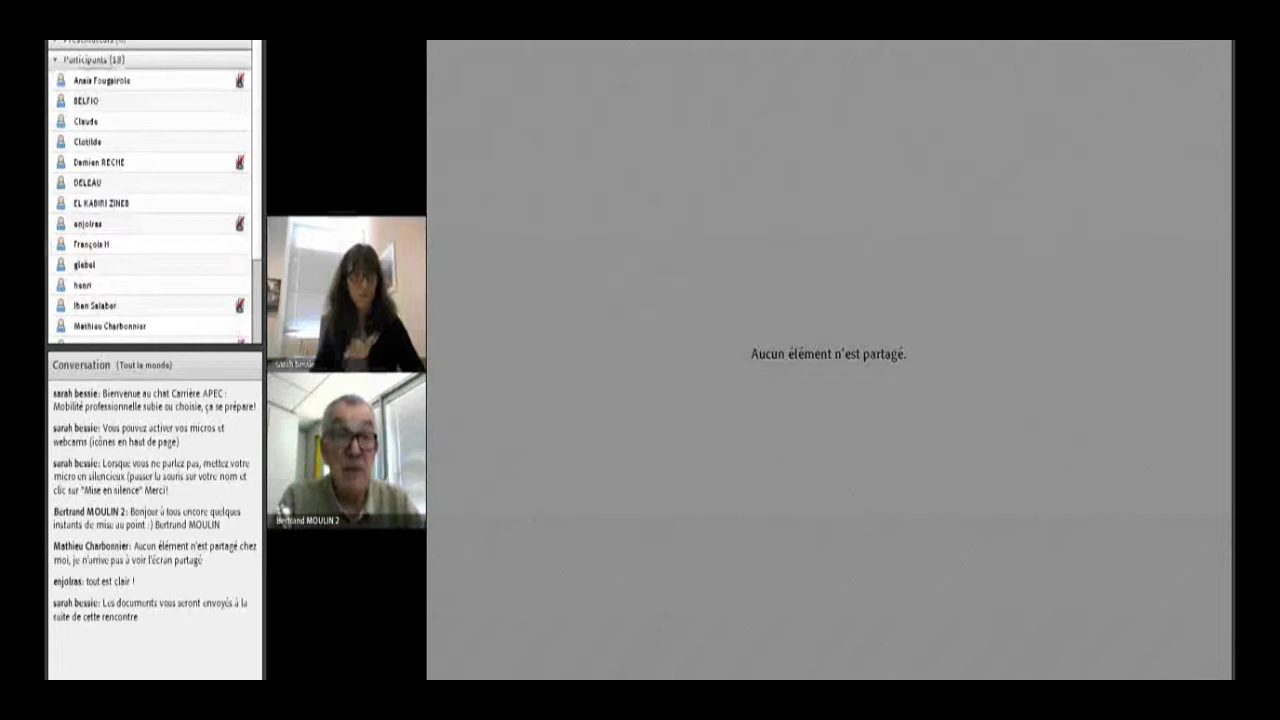 Participants (18)
Anais Fougeirole
BELFIO
Claude
Clotilde
Damien RECHE
DELEAU
EL KABIRI ZINEB
enjolras
François H
glebel
henri
Iban Salaber
Mathieu Charbonnier
sarah bessie
Bertrand MOULIN 2
Conversation (Tout le monde)
sarah bessie: Bienvenue au chat Carrière APEC :
Mobilité professionnelle subie ou choisie, ça se prépare!
sarah bessie: Vous pouvez activer vos micros et
webcams (icônes en haut de page)
sarah bessie: Lorsque vous ne parlez pas, mettez votre
micro en silencieux (passer la souris sur votre nom et
clic sur "Mise en silence" Merci!
Bertrand MOULIN 2: Bonjour à tous encore quelques
instants de mise au point :) Bertrand MOULIN
Mathieu Charbonnier: Aucun élément n'est partagé chez
moi, je n'arrive pas à voir l'écran partagé
enjolras: tout est clair !
sarah bessie: Les documents vous seront envoyés à la
suite de cette rencontre
Aucun élément n'est partagé.